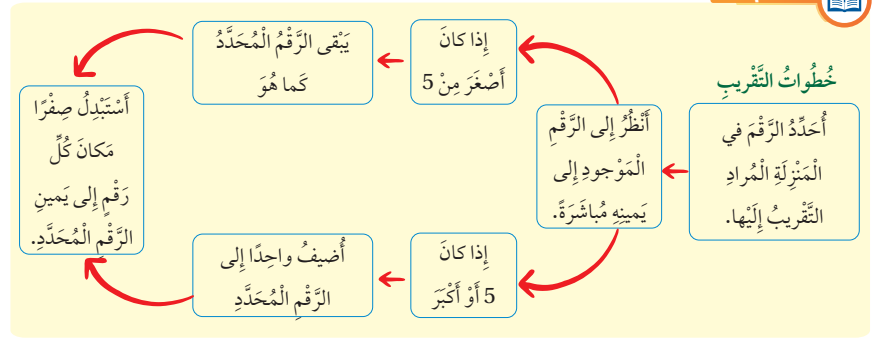 خُطُواتُ التَّقْريبِ
أُحَدِّدُ الرَّقْمَ في
الْمَنْزِلَةِ الْمُرادِ
التَّقْريبُ إِلَيْها.
أَنْظُرُ إِلى الرَّقْمِ
الْمَوْجودِ إِلى
يَمينِهِ مُباشَرَةً.
إِذا كانَ
أَصْغَرَ مِنْ 5
يَبْقى الرَّقْمُ الْمُحَدَّدُ
كَما هُوَ
إِذا كانَ
5 أَوْ أَكْبَرَ
أُضيفُ واحِدًا إِلى
الرَّقْمِ الْمُحَدَّدِ
أَسْتَبْدِلُ صِفْرًا
مَكانَ كُلِّ
رَقْمٍ إِلى يَمينِ
الرَّقْمِ الْمُحَدَّدِ.